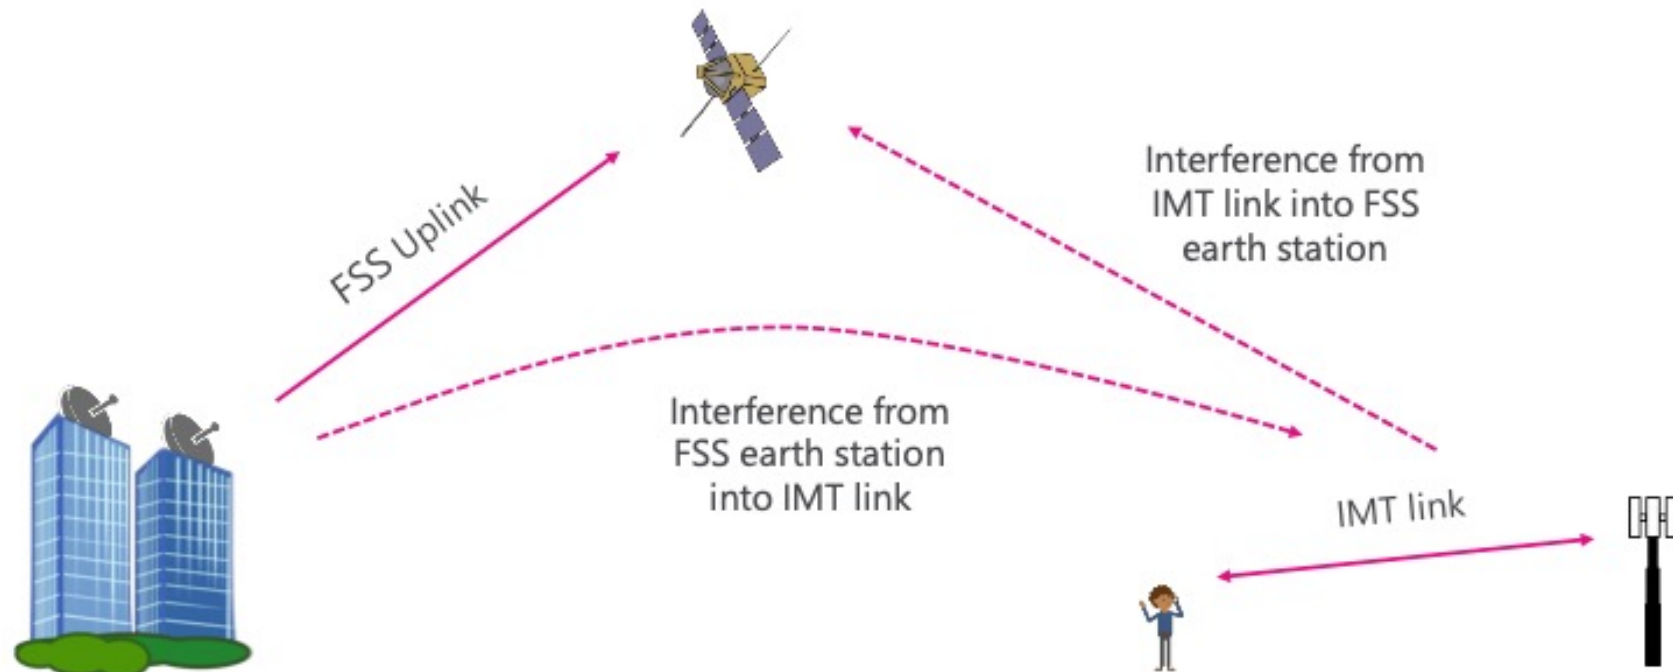 FSS Uplink
Interference from
IMT link into FSS
earth station
Interference from
FSS earth station
into IMT link
IMT link